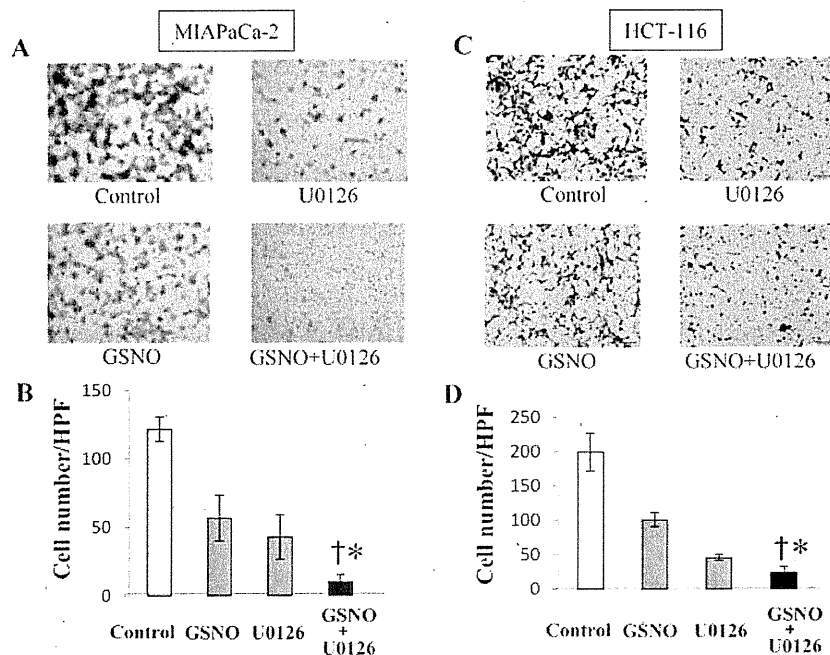 MIAPaCa-2
HCT-116
A
C
Control
U0126
Control
U0126
GSNO
GSNO+U0126
GSNO
GSNO+U0126
B
Cell number/HPF
150
100
50
0
†*
Control
GSNO
U0126
GSNO
+
U0126
D
Cell number/HPF
250
200
150
100
50
0
†*
Control
GSNO
U0126
GSNO
+
U0126